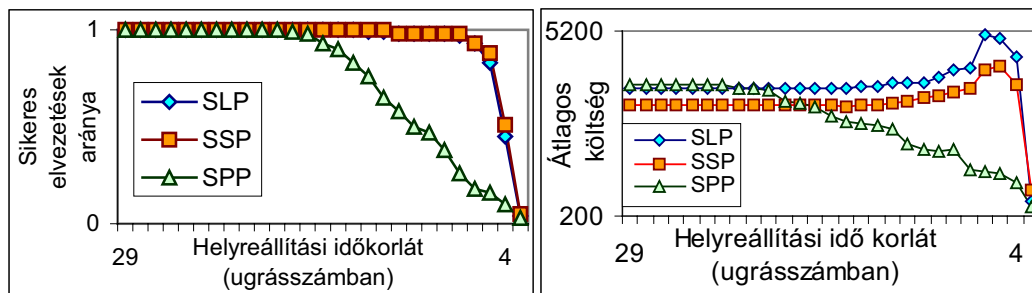 Sikeres
elvezetések
aránya
1
0
SLP
SSP
SPP
29
4
Helyreállítási időkorlát
(ugrásszámban)
Átlagos
költség
5200
200
SLP
SSP
SPP
29
4
Helyreállítási idő korlát
(ugrásszámban)